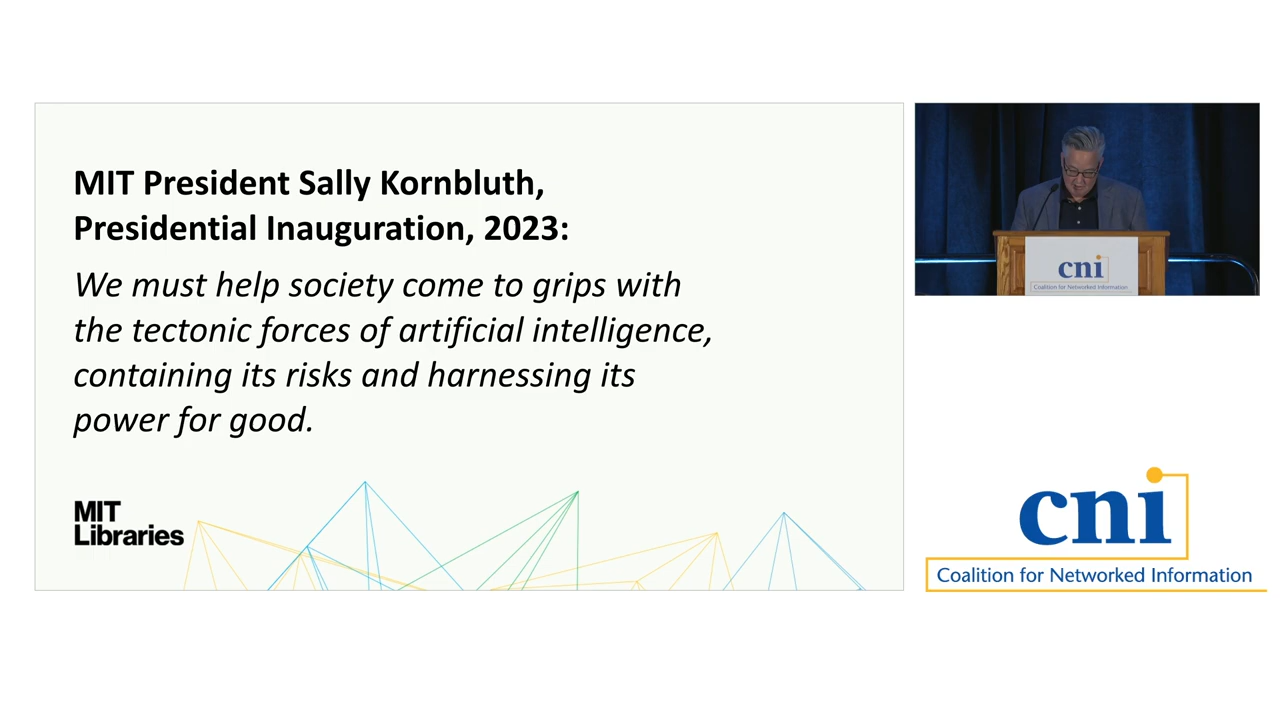 MIT President Sally Kornbluth,
Presidential Inauguration, 2023:
We must help society come to grips with
the tectonic forces of artificial intelligence,
containing its risks and harnessing its
power for good.
MIT
Libraries
cni
Coalition for Networked Information
cni
Coalition for Networked Information